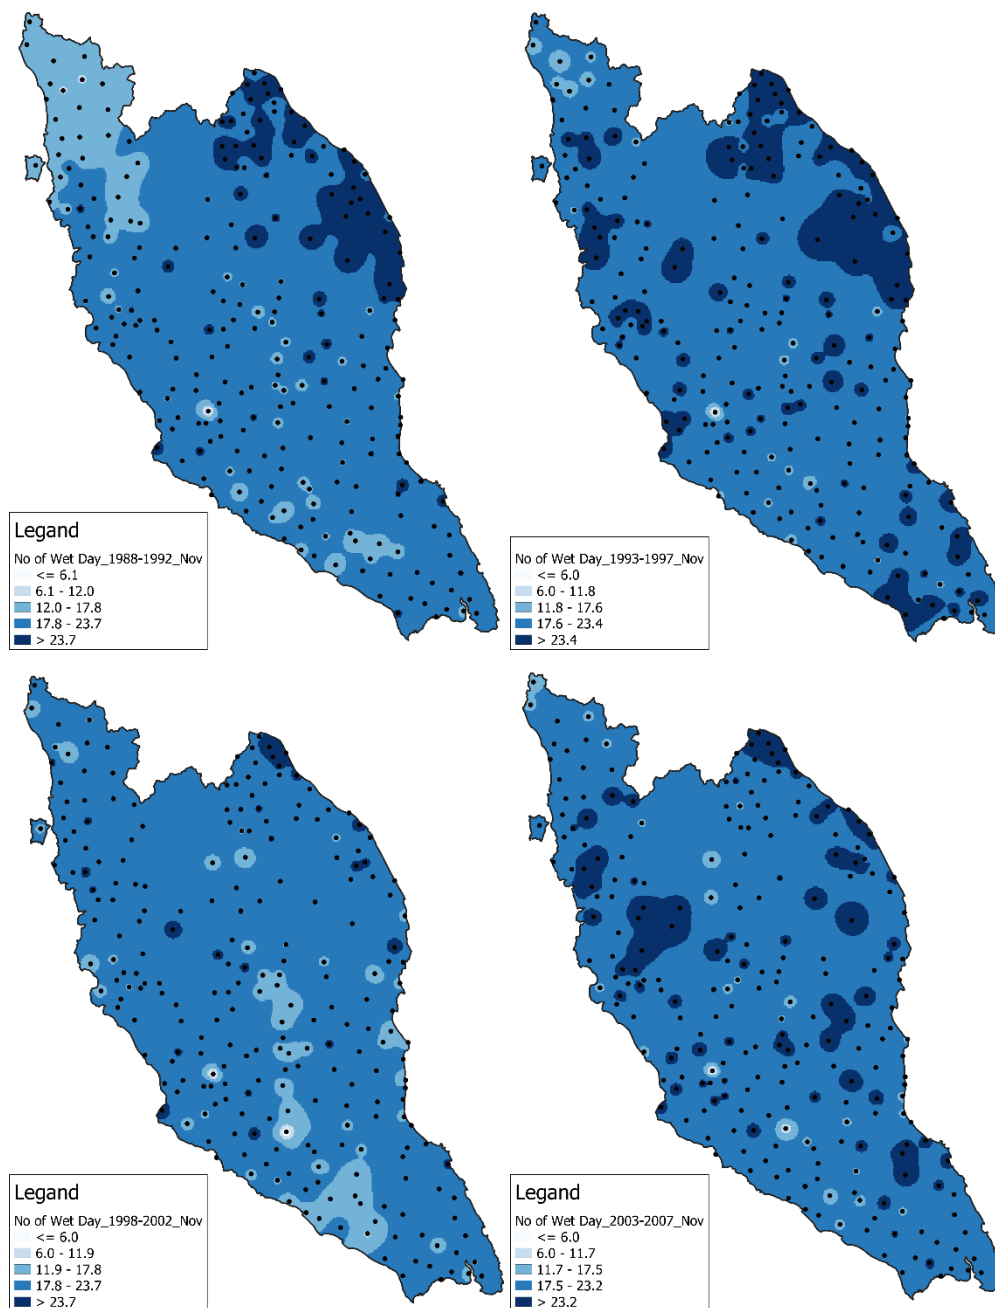 Legand
No of Wet Day_1988-1992_Nov
<= 6.1
6.1 - 12.0
12.0 - 17.8
17.8 - 23.7
> 23.7
Legand
No of Wet Day_1993-1997_Nov
<= 6.0
6.0 - 11.8
11.8 - 17.6
17.6 - 23.4
> 23.4
Legand
No of Wet Day_1998-2002_Nov
<= 6.0
6.0 - 11.9
11.9 - 17.8
17.8 - 23.7
> 23.7
Legand
No of Wet Day_2003-2007_Nov
<= 6.0
6.0 - 11.7
11.7 - 17.5
17.5 - 23.2
> 23.2